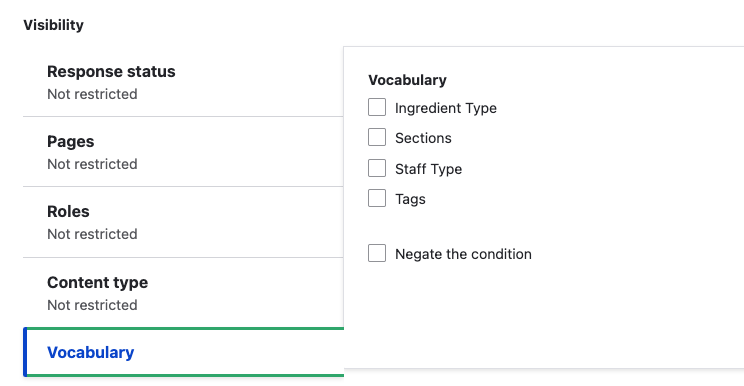 Visibility
Response status
Not restricted
Pages
Not restricted
Roles
Not restricted
Content type
Not restricted
Vocabulary
Vocabulary
Ingredient Type
Sections
Staff Type
Tags
Negate the condition